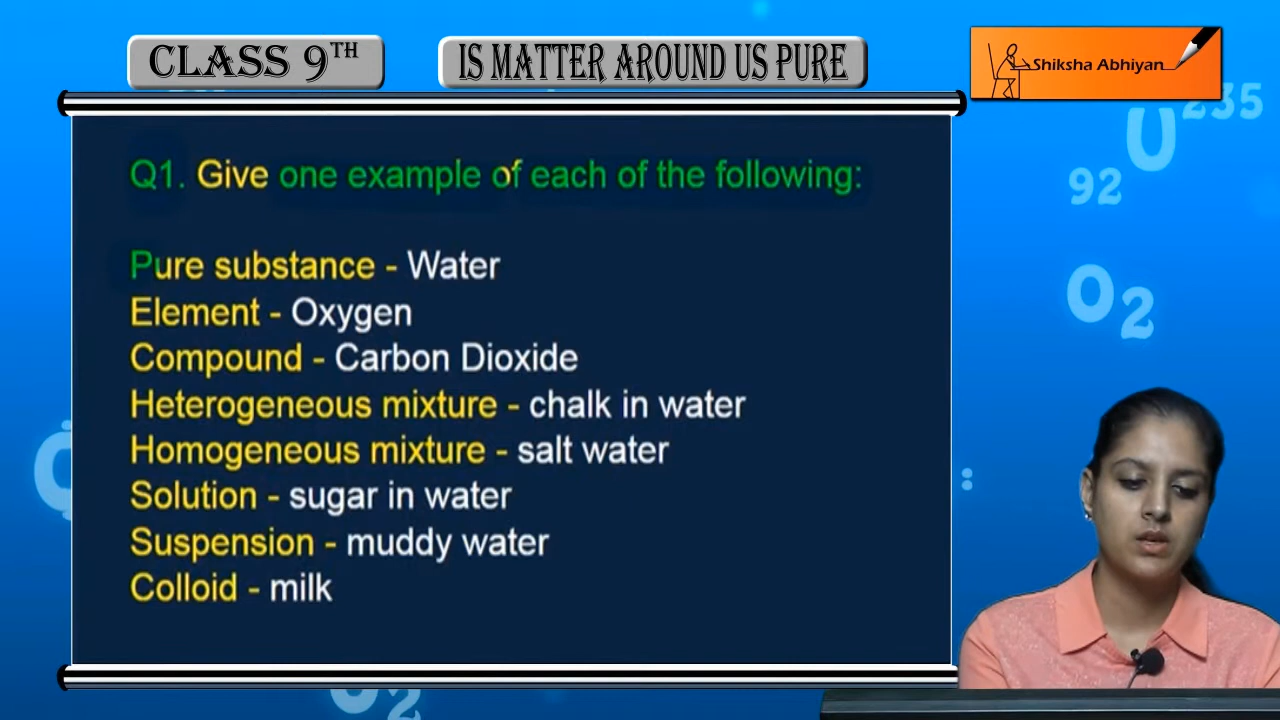 CLASS 9TH
IS MATTER AROUND US PURE
Shiksha Abhiyan
Q1. Give one example of each of the following:
Pure substance - Water
Element - Oxygen
Compound - Carbon Dioxide
Heterogeneous mixture - chalk in water
Homogeneous mixture - salt water
Solution - sugar in water
Suspension - muddy water
Colloid - milk
U 235
92
O2
:
O2